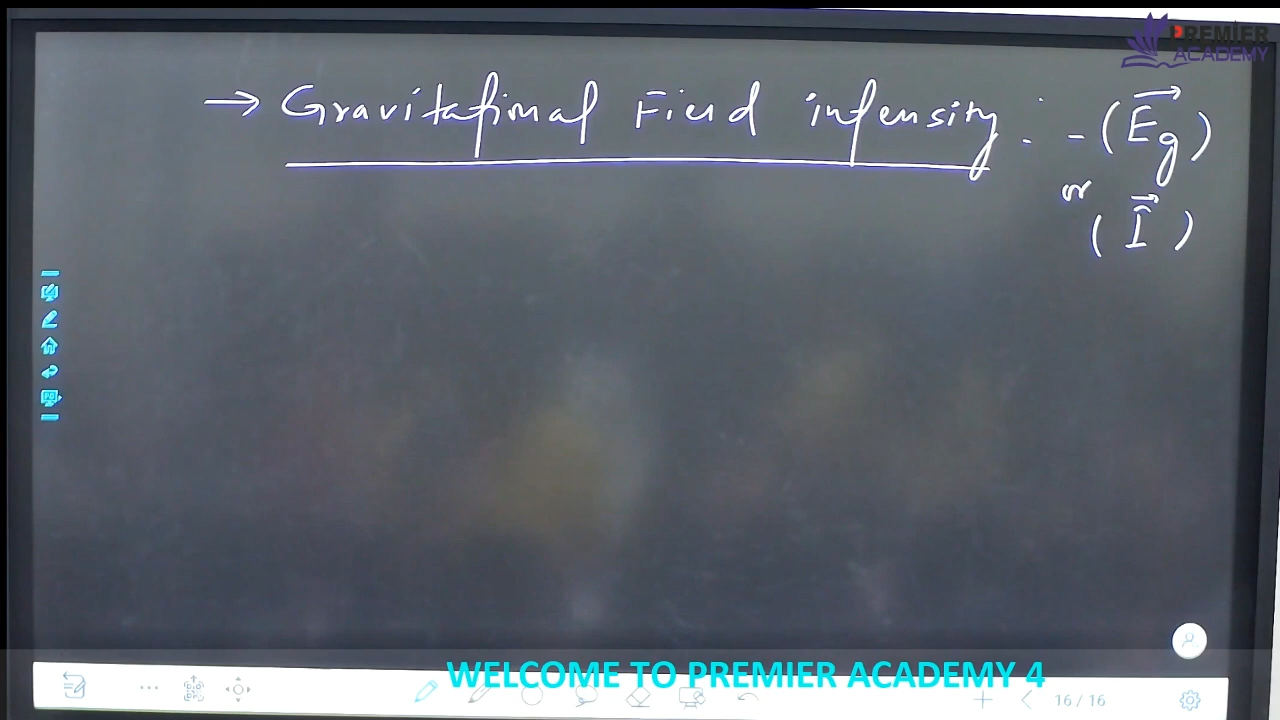 PREMIER
ACADEMY
→ Gravitational Field intensity : - (E⃗g)
or
(I⃗)
WELCOME TO PREMIER ACADEMY 4
16/16